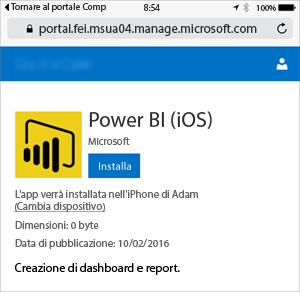 Tornare al portale Comp 8:54 100%
portal.fei.msua04.manage.microsoft.com
Power BI (iOS)
Microsoft
Installa
L'app verrà installata nell'iPhone di Adam
(Cambia dispositivo)
Dimensioni: 0 byte
Data di pubblicazione: 10/02/2016
Creazione di dashboard e report.